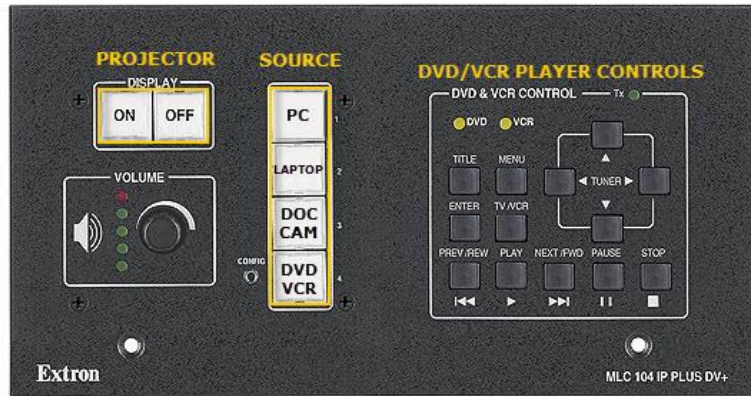 PROJECTOR
DISPLAY
ON OFF
VOLUME
SOURCE
PC 1
LAPTOP 2
DOC
CAM 3
DVD
VCR 4
CONFIG
DVD/VCR PLAYER CONTROLS
DVD & VCR CONTROL Tx
DVD VCR
TITLE MENU
TUNER
ENTER TV/VCR
PREV/REW PLAY NEXT/FWD PAUSE STOP
Extron
MLC 104 IP PLUS DV+